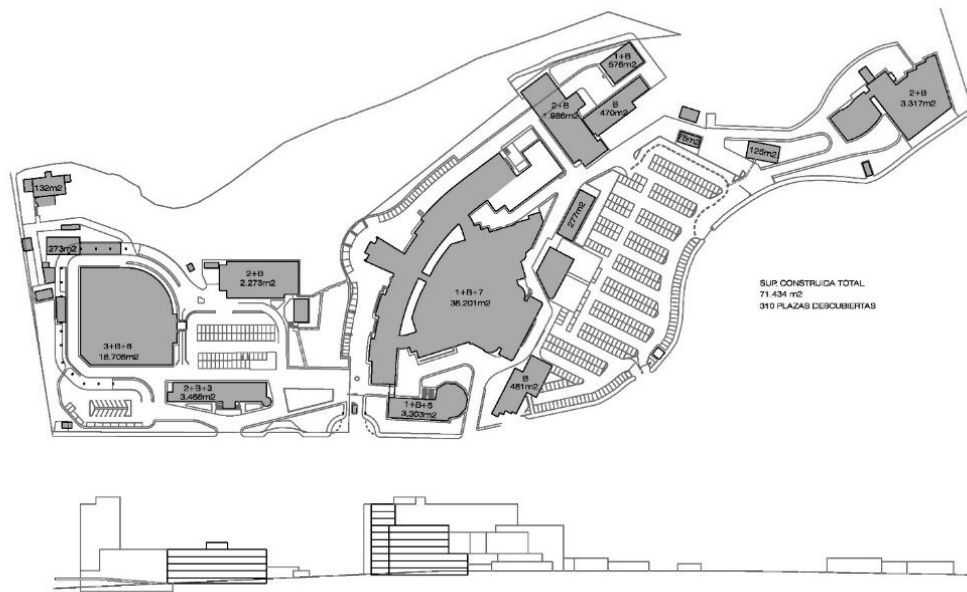 1+B
576m2
2+B
1.986m2
B
470m2
2+B
3.317m2
75m2
125m2
132m2
277m2
273m2
2+B
2.273m2
1+B+7
36.201m2
SUP. CONSTRUIDA TOTAL
71.434 m2
310 PLAZAS DESCUBIERTAS
3+B+8
18.706m2
B
481m2
2+B+3
3.468m2
1+B+5
3.303m2